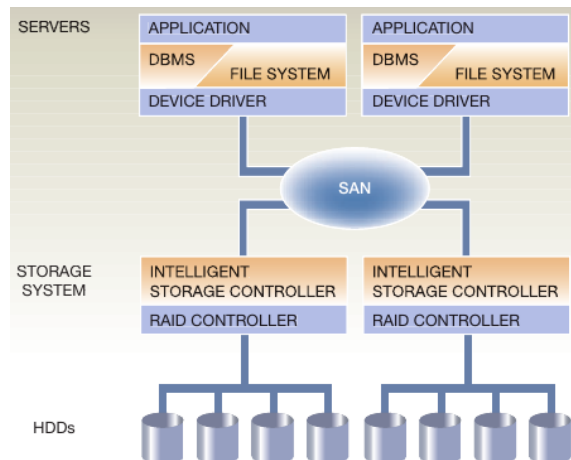 SERVERS
APPLICATION
DBMS
FILE SYSTEM
DEVICE DRIVER
APPLICATION
DBMS
FILE SYSTEM
DEVICE DRIVER
SAN
STORAGE
SYSTEM
INTELLIGENT
STORAGE CONTROLLER
RAID CONTROLLER
INTELLIGENT
STORAGE CONTROLLER
RAID CONTROLLER
HDDs